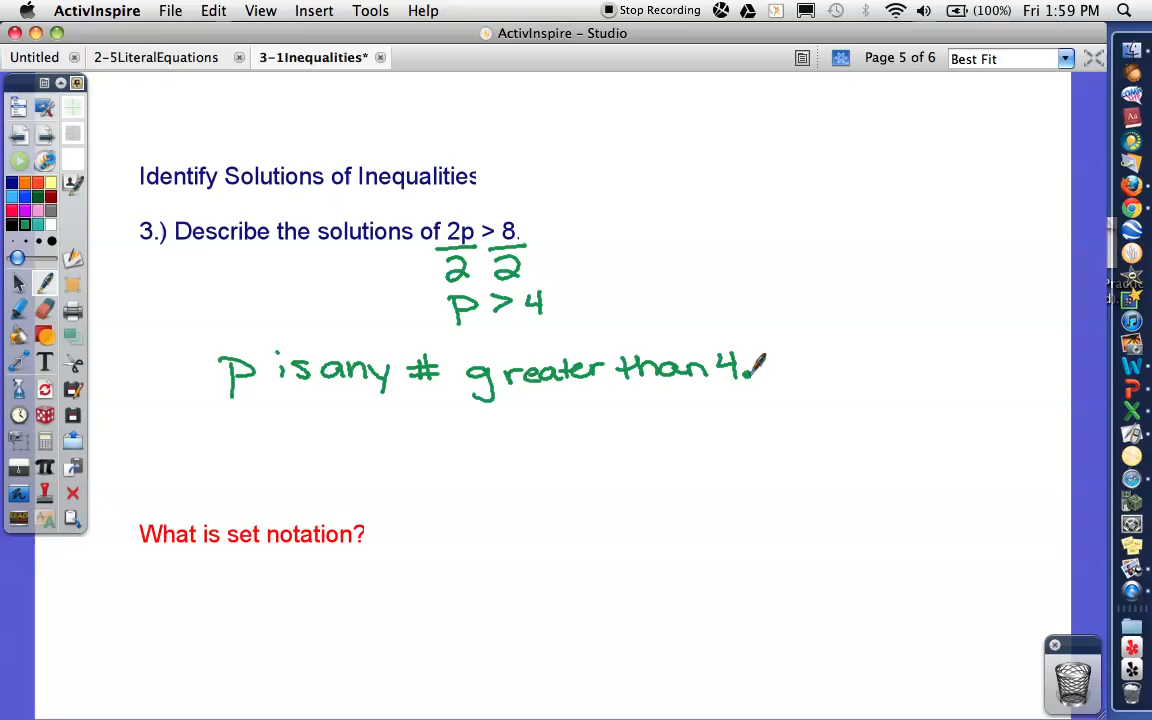 ActivInspire File Edit View Insert Tools Help Stop Recording (100%) Fri 1:59 PM
ActivInspire – Studio
Untitled 2-5LiteralEquations 3-1Inequalities* Page 5 of 6 Best Fit
Identify Solutions of Inequalities
3.) Describe the solutions of 2p > 8.
2 2
p > 4
p is any # greater than 4.
What is set notation?